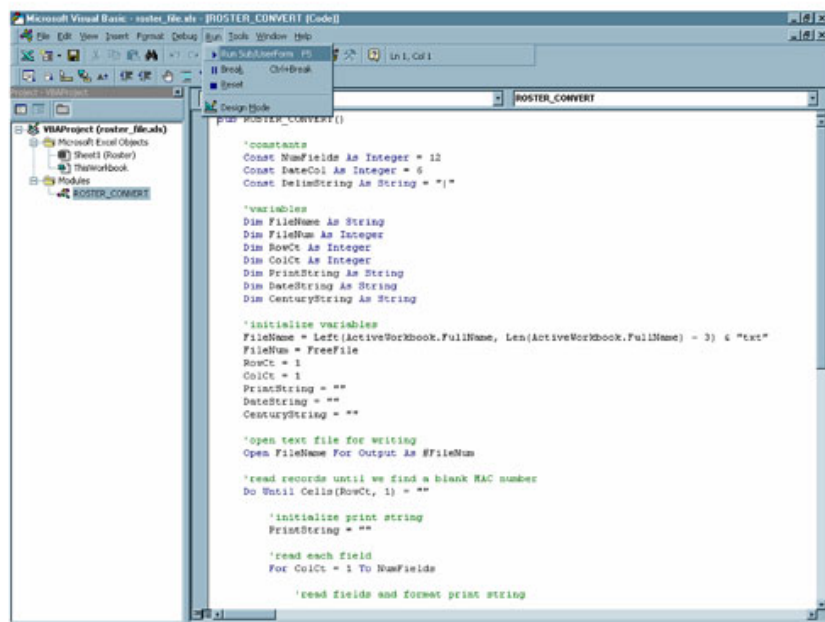 Microsoft Visual Basic - roster_file.xls - [ROSTER_CONVERT (Code)]
File Edit View Insert Format Debug Run Tools Window Help
Run Sub/UserForm F5
Ln 1, Col 1
Break Ctrl+Break
Reset
Design Mode
Project - VBAProject
ROSTER_CONVERT
VBAProject (roster_file.xls)
Microsoft Excel Objects
Sheet1 (Roster)
ThisWorkbook
Modules
ROSTER_CONVERT
Sub ROSTER_CONVERT()
'constants
Const NumFields As Integer = 12
Const DateCol As Integer = 6
Const DelimString As String = "|"
'variables
Dim FileName As String
Dim FileNum As Integer
Dim RowCt As Integer
Dim ColCt As Integer
Dim PrintString As String
Dim DateString As String
Dim CenturyString As String
'initialize variables
FileName = Left(ActiveWorkbook.FullName, Len(ActiveWorkbook.FullName) - 3) & "txt"
FileNum = FreeFile
RowCt = 1
ColCt = 1
PrintString = ""
DateString = ""
CenturyString = ""
'open text file for writing
Open FileName For Output As #FileNum
'read records until we find a blank MAC number
Do Until Cells(RowCt, 1) = ""
'initialize print string
PrintString = ""
'read each field
For ColCt = 1 To NumFields
'read fields and format print string